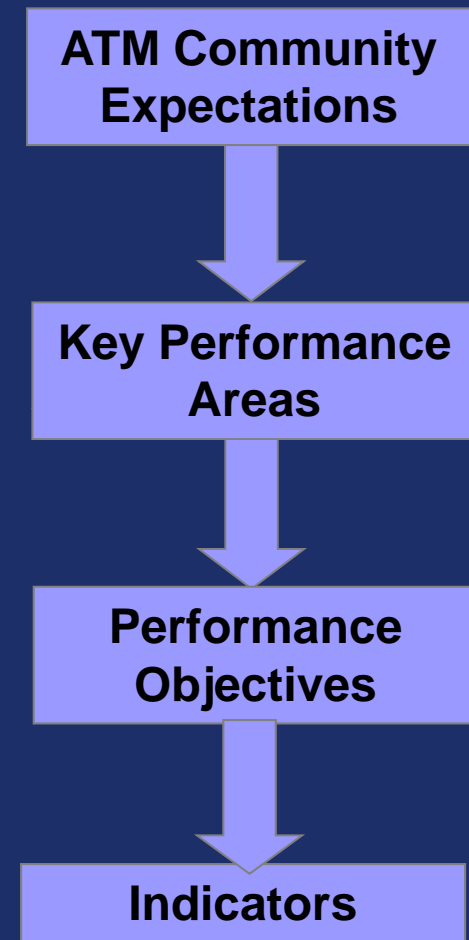 ATM Community
Expectations
Key Performance
Areas
Performance
Objectives
Indicators